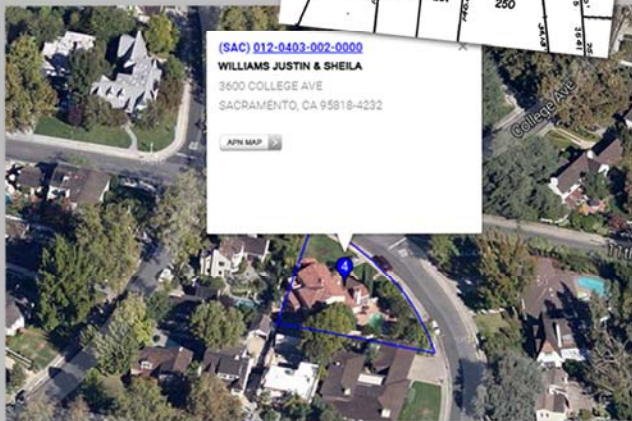 250
(SAC) 012-0403-002-0000
WILLIAMS JUSTIN & SHEILA
3600 COLLEGE AVE
SACRAMENTO, CA 95818-4232
APN MAP
College Ave
4